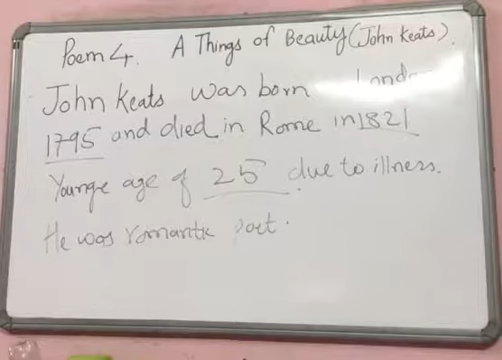 Poem 4. A Things of Beauty (John Keats).
John Keats was born London
1795 and died in Rome in 1821
Younge age of 25 due to illness.
He was romantic poet.